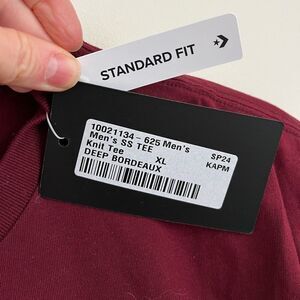 STANDARD FIT
10021134-625 Men's
Men's SS TEE SP24
Knit Tee XL KAPM
DEEP BORDEAUX